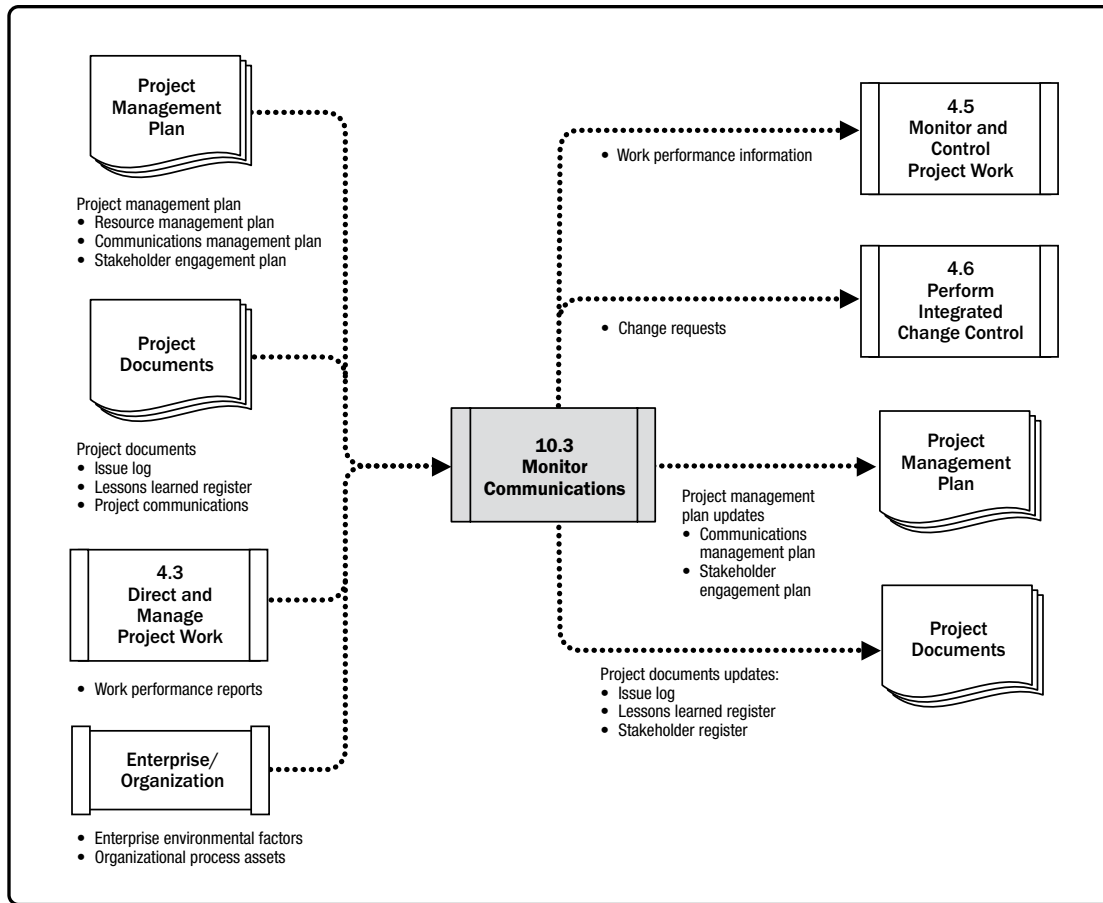 Project
Management
Plan
Project management plan
• Resource management plan
• Communications management plan
• Stakeholder engagement plan
Project
Documents
Project documents
• Issue log
• Lessons learned register
• Project communications
4.3
Direct and
Manage
Project Work
• Work performance reports
Enterprise/
Organization
• Enterprise environmental factors
• Organizational process assets
10.3
Monitor
Communications
• Work performance information
4.5
Monitor and
Control
Project Work
• Change requests
4.6
Perform
Integrated
Change Control
Project management
plan updates
• Communications
management plan
• Stakeholder
engagement plan
Project
Management
Plan
Project documents updates:
• Issue log
• Lessons learned register
• Stakeholder register
Project
Documents